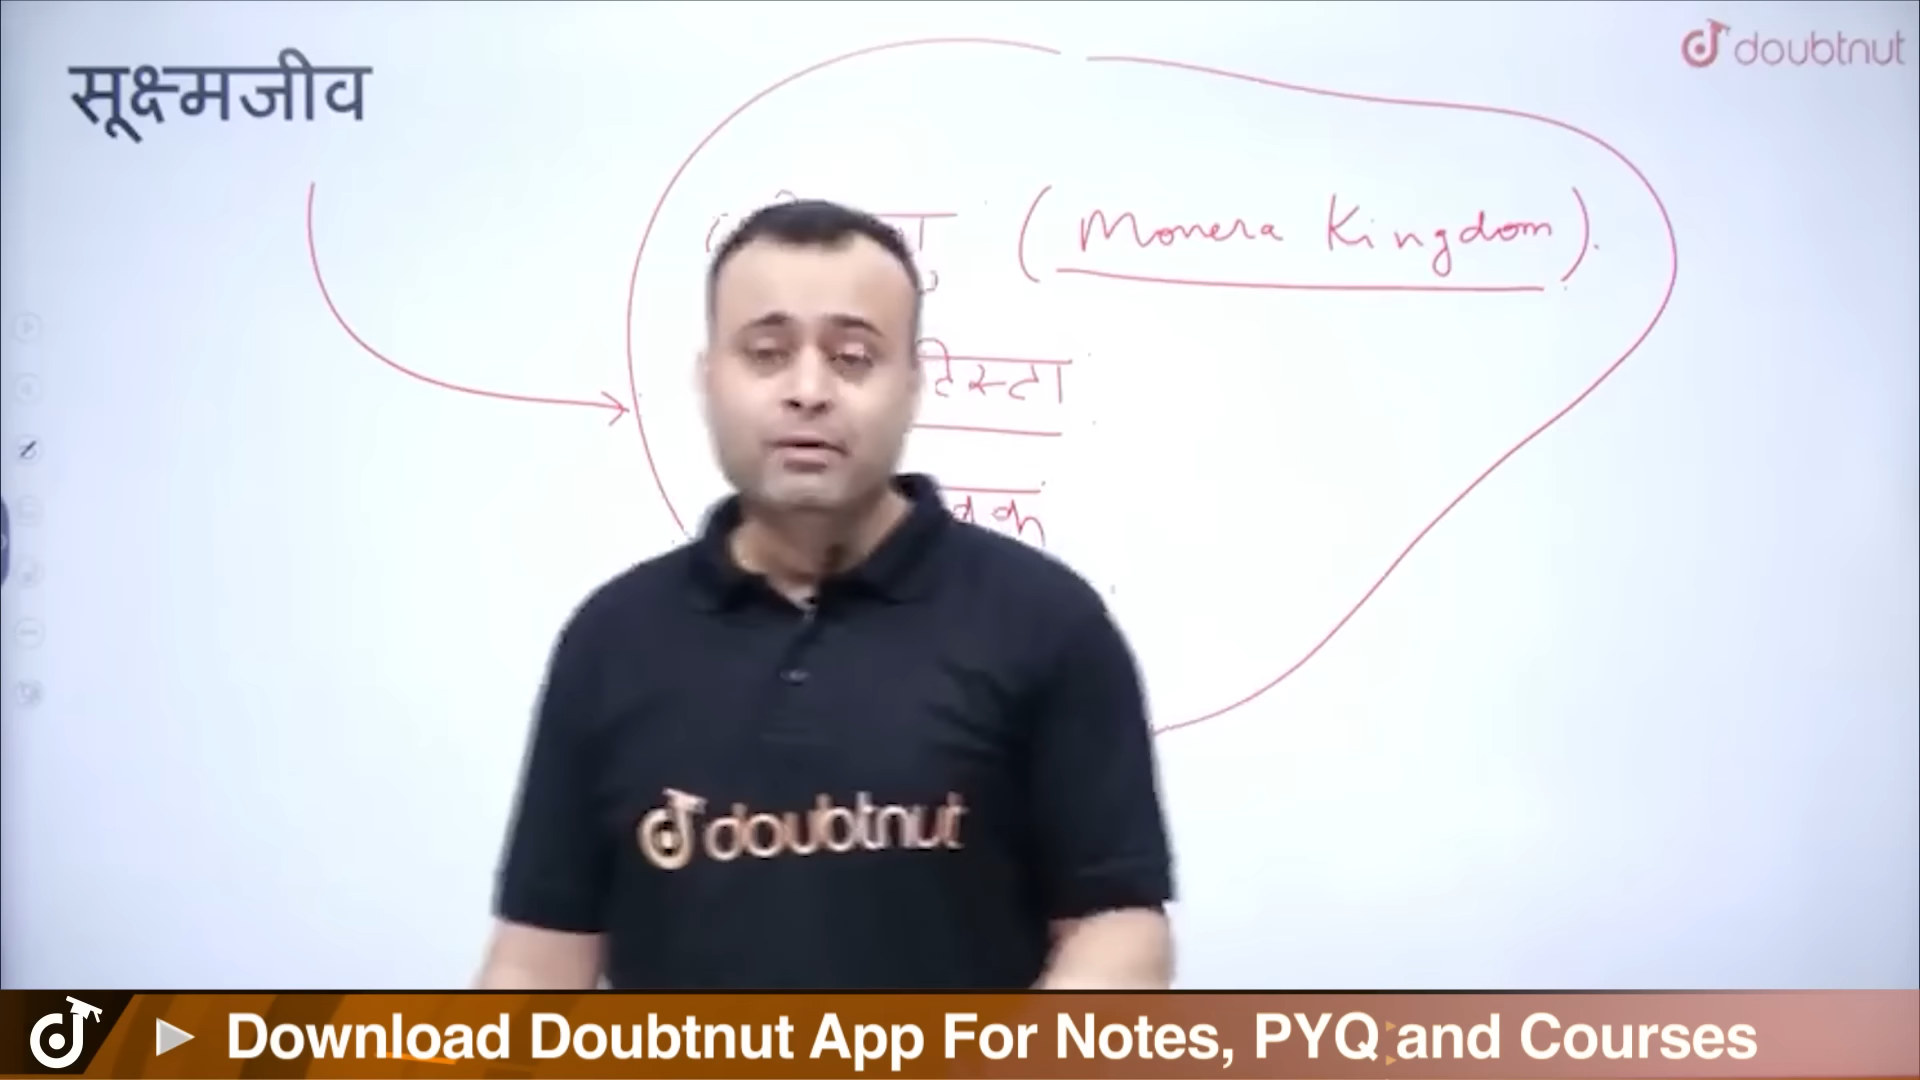 सूक्ष्मजीव
doubtnut
(Monera Kingdom).
doubtnut
Download Doubtnut App For Notes, PYQ and Courses